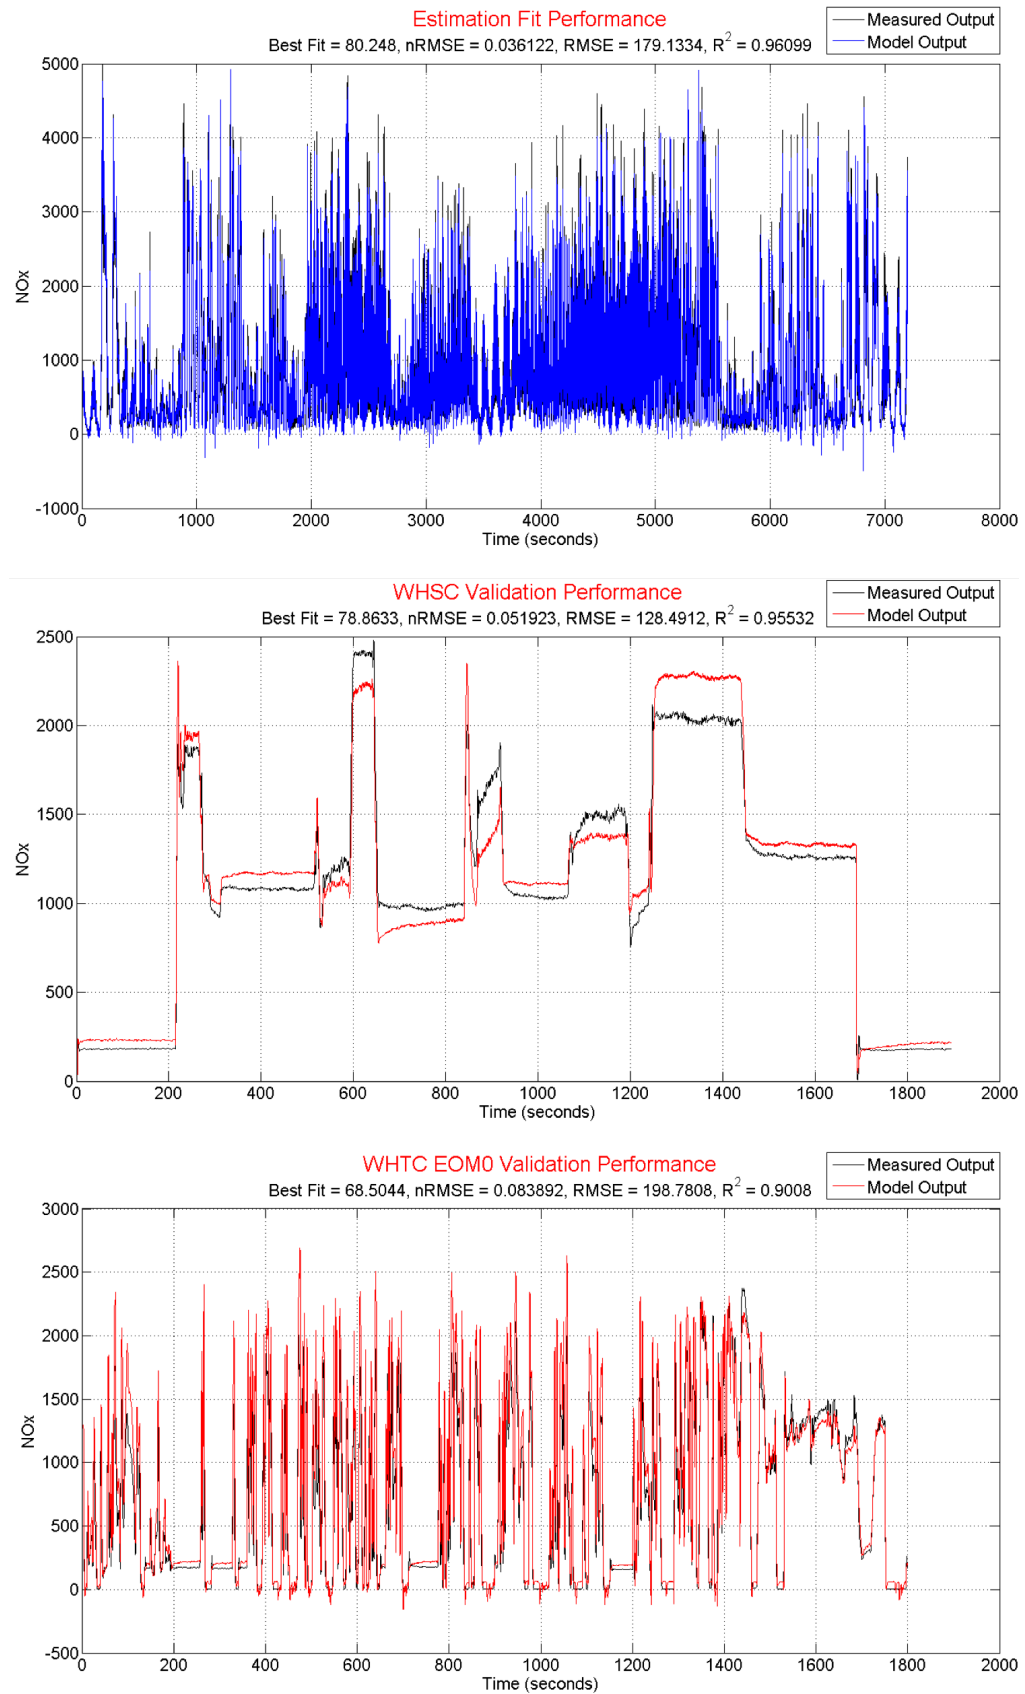 Estimation Fit Performance
Best Fit = 80.248, nRMSE = 0.036122, RMSE = 179.1334, R² = 0.96099
Measured Output
Model Output
5000
4000
3000
2000
1000
0
-1000
NOx
0 1000 2000 3000 4000 5000 6000 7000 8000
Time (seconds)
WHSC Validation Performance
Best Fit = 78.8633, nRMSE = 0.051923, RMSE = 128.4912, R² = 0.95532
Measured Output
Model Output
2500
2000
1500
1000
500
0
NOx
0 200 400 600 800 1000 1200 1400 1600 1800 2000
Time (seconds)
WHTC EOM0 Validation Performance
Best Fit = 68.5044, nRMSE = 0.083892, RMSE = 198.7808, R² = 0.9008
Measured Output
Model Output
3000
2500
2000
1500
1000
500
0
-500
NOx
0 200 400 600 800 1000 1200 1400 1600 1800 2000
Time (seconds)